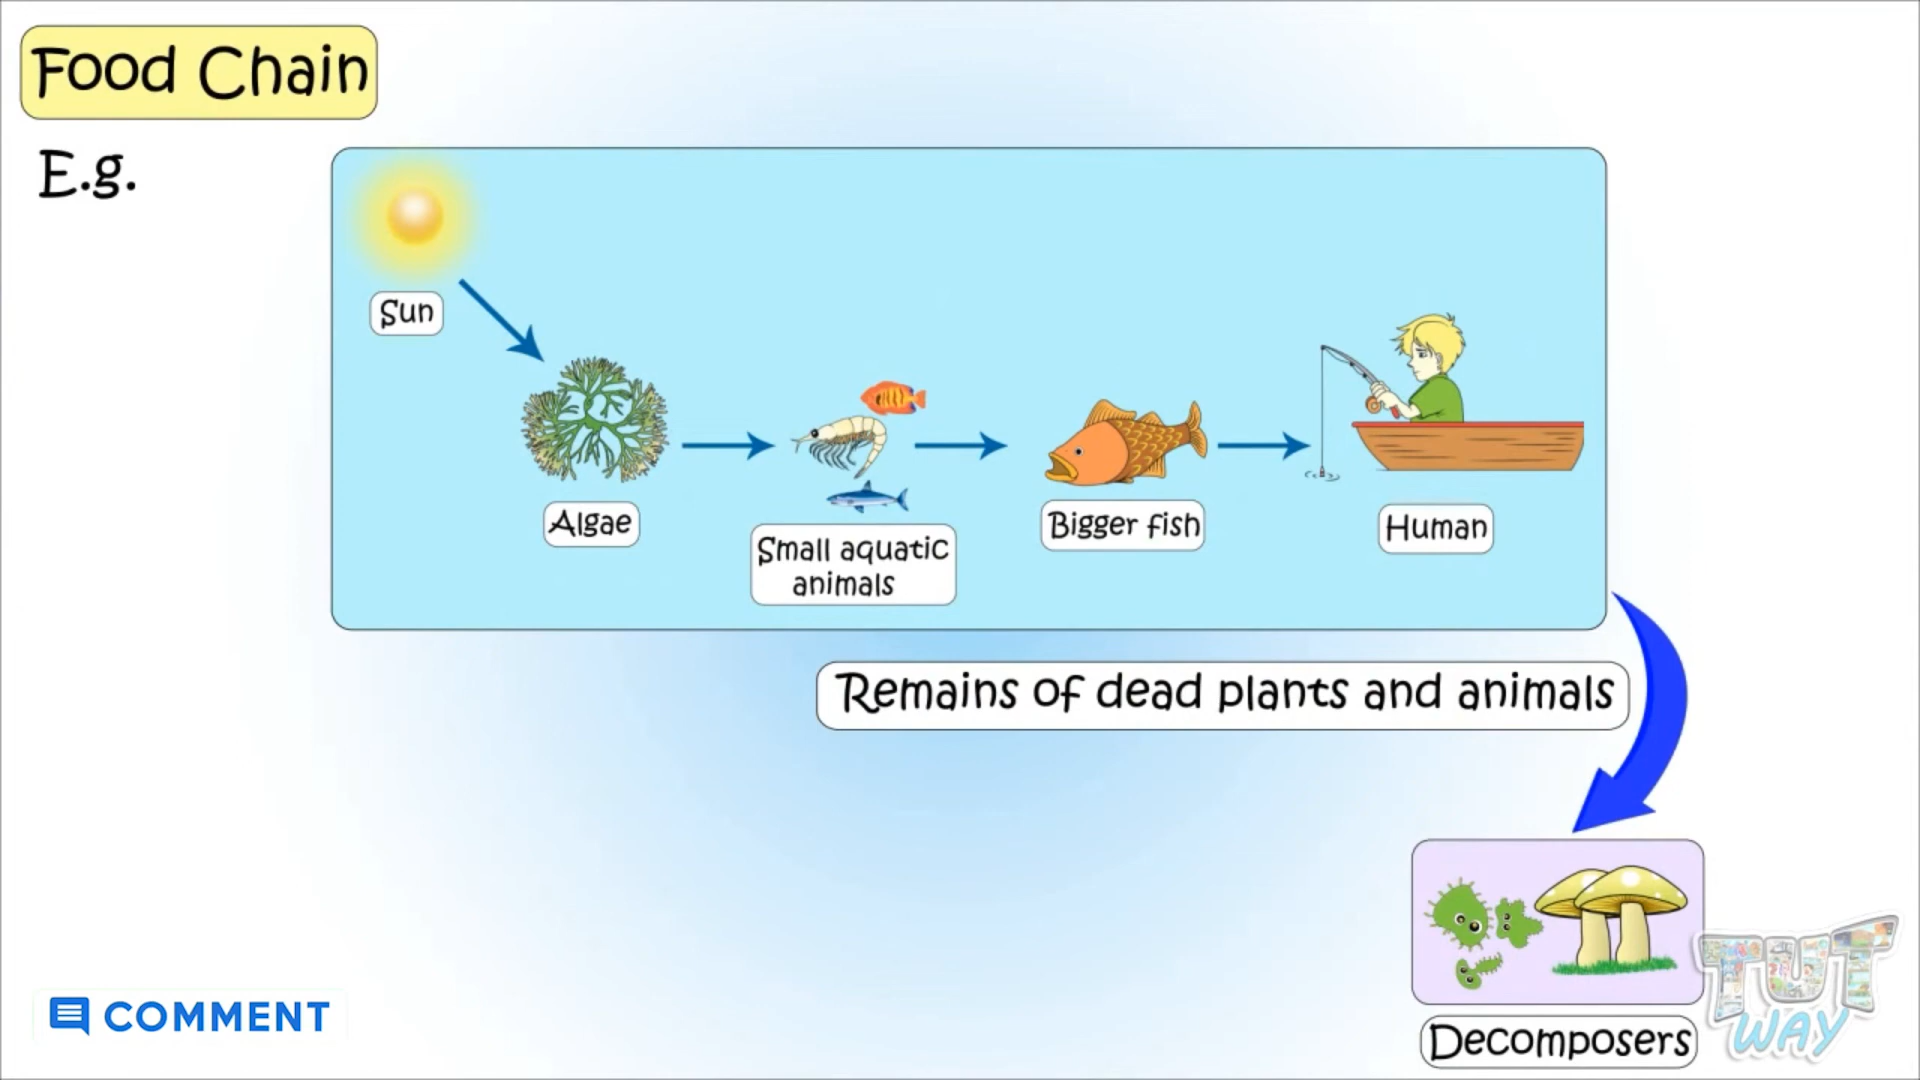 Food Chain
E.g.
Sun
Algae
Small aquatic
animals
Bigger fish
Human
Remains of dead plants and animals
Decomposers
COMMENT
TUT
WAY